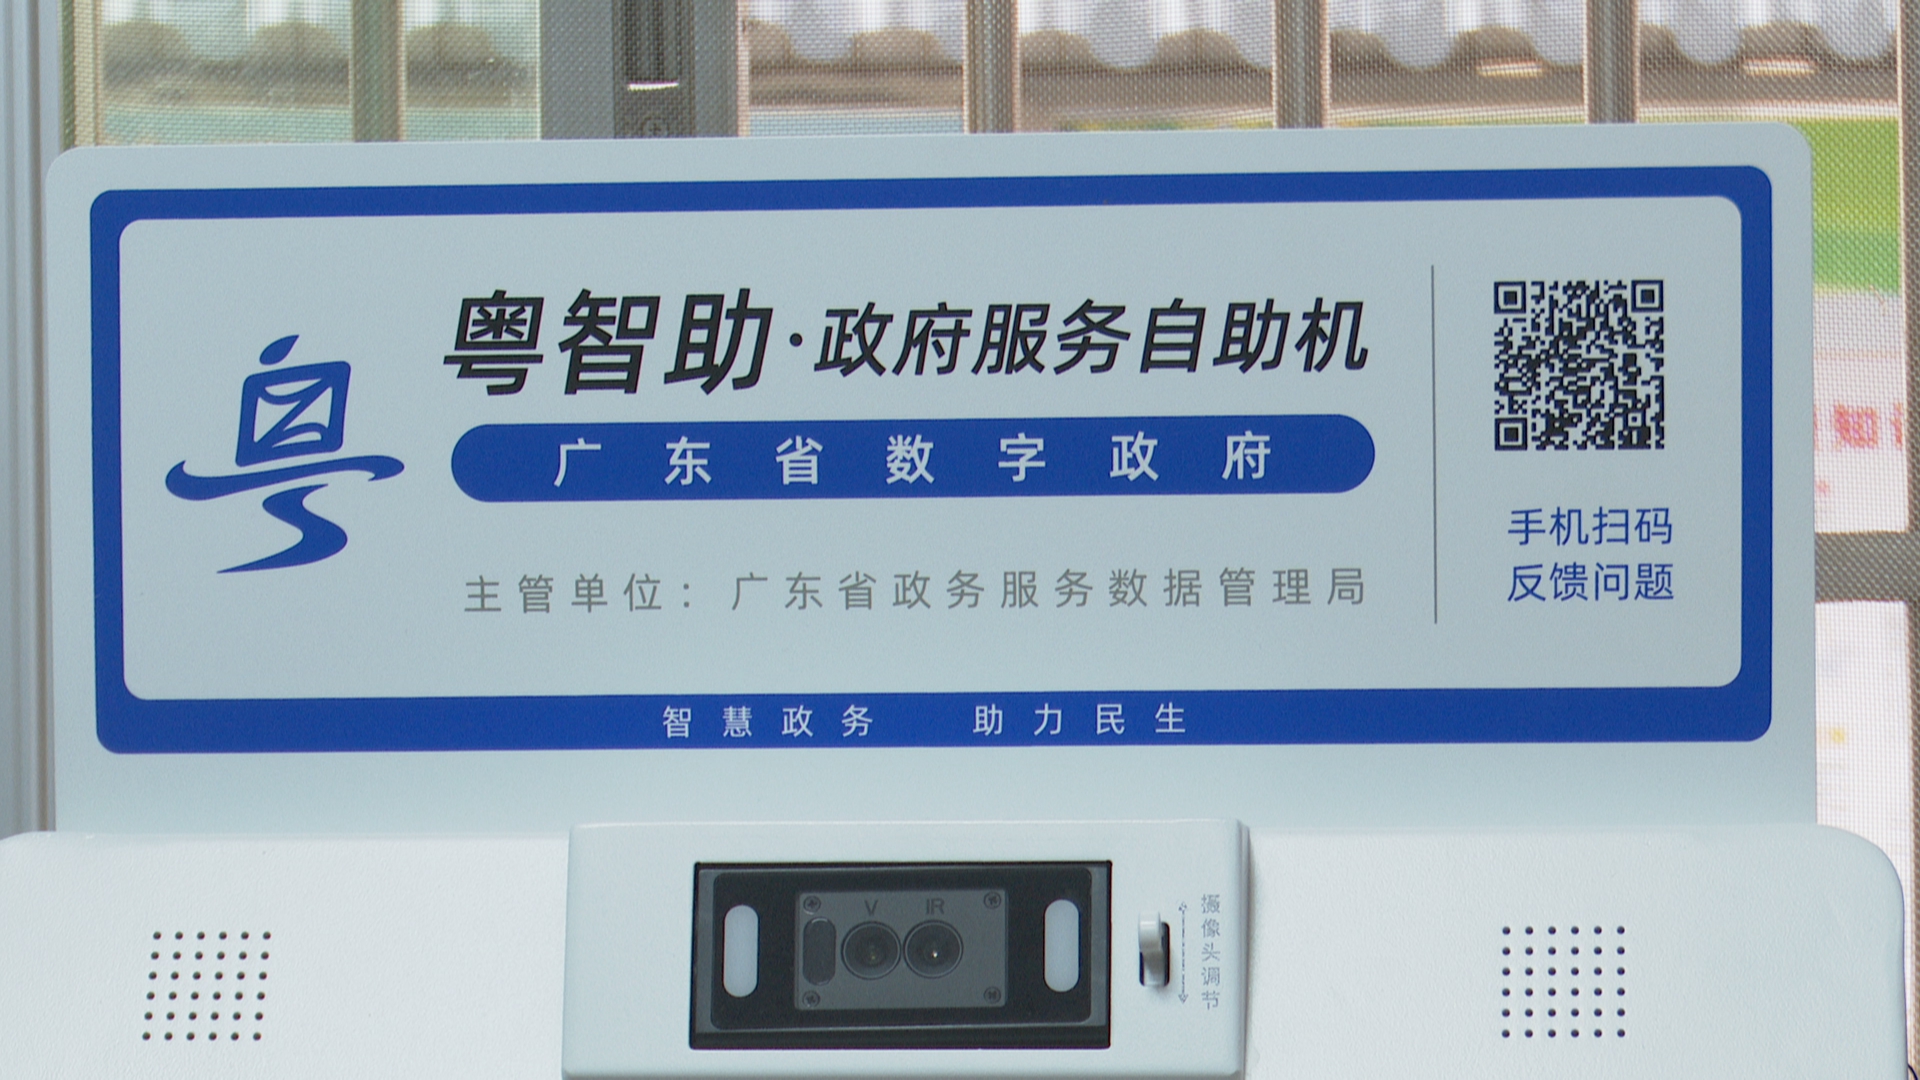 粤智助·政府服务自助机
广东省数字政府
主管单位：广东省政务服务数据管理局
手机扫码
反馈问题
智慧政务 助力民生
V IR
摄像头调节
知